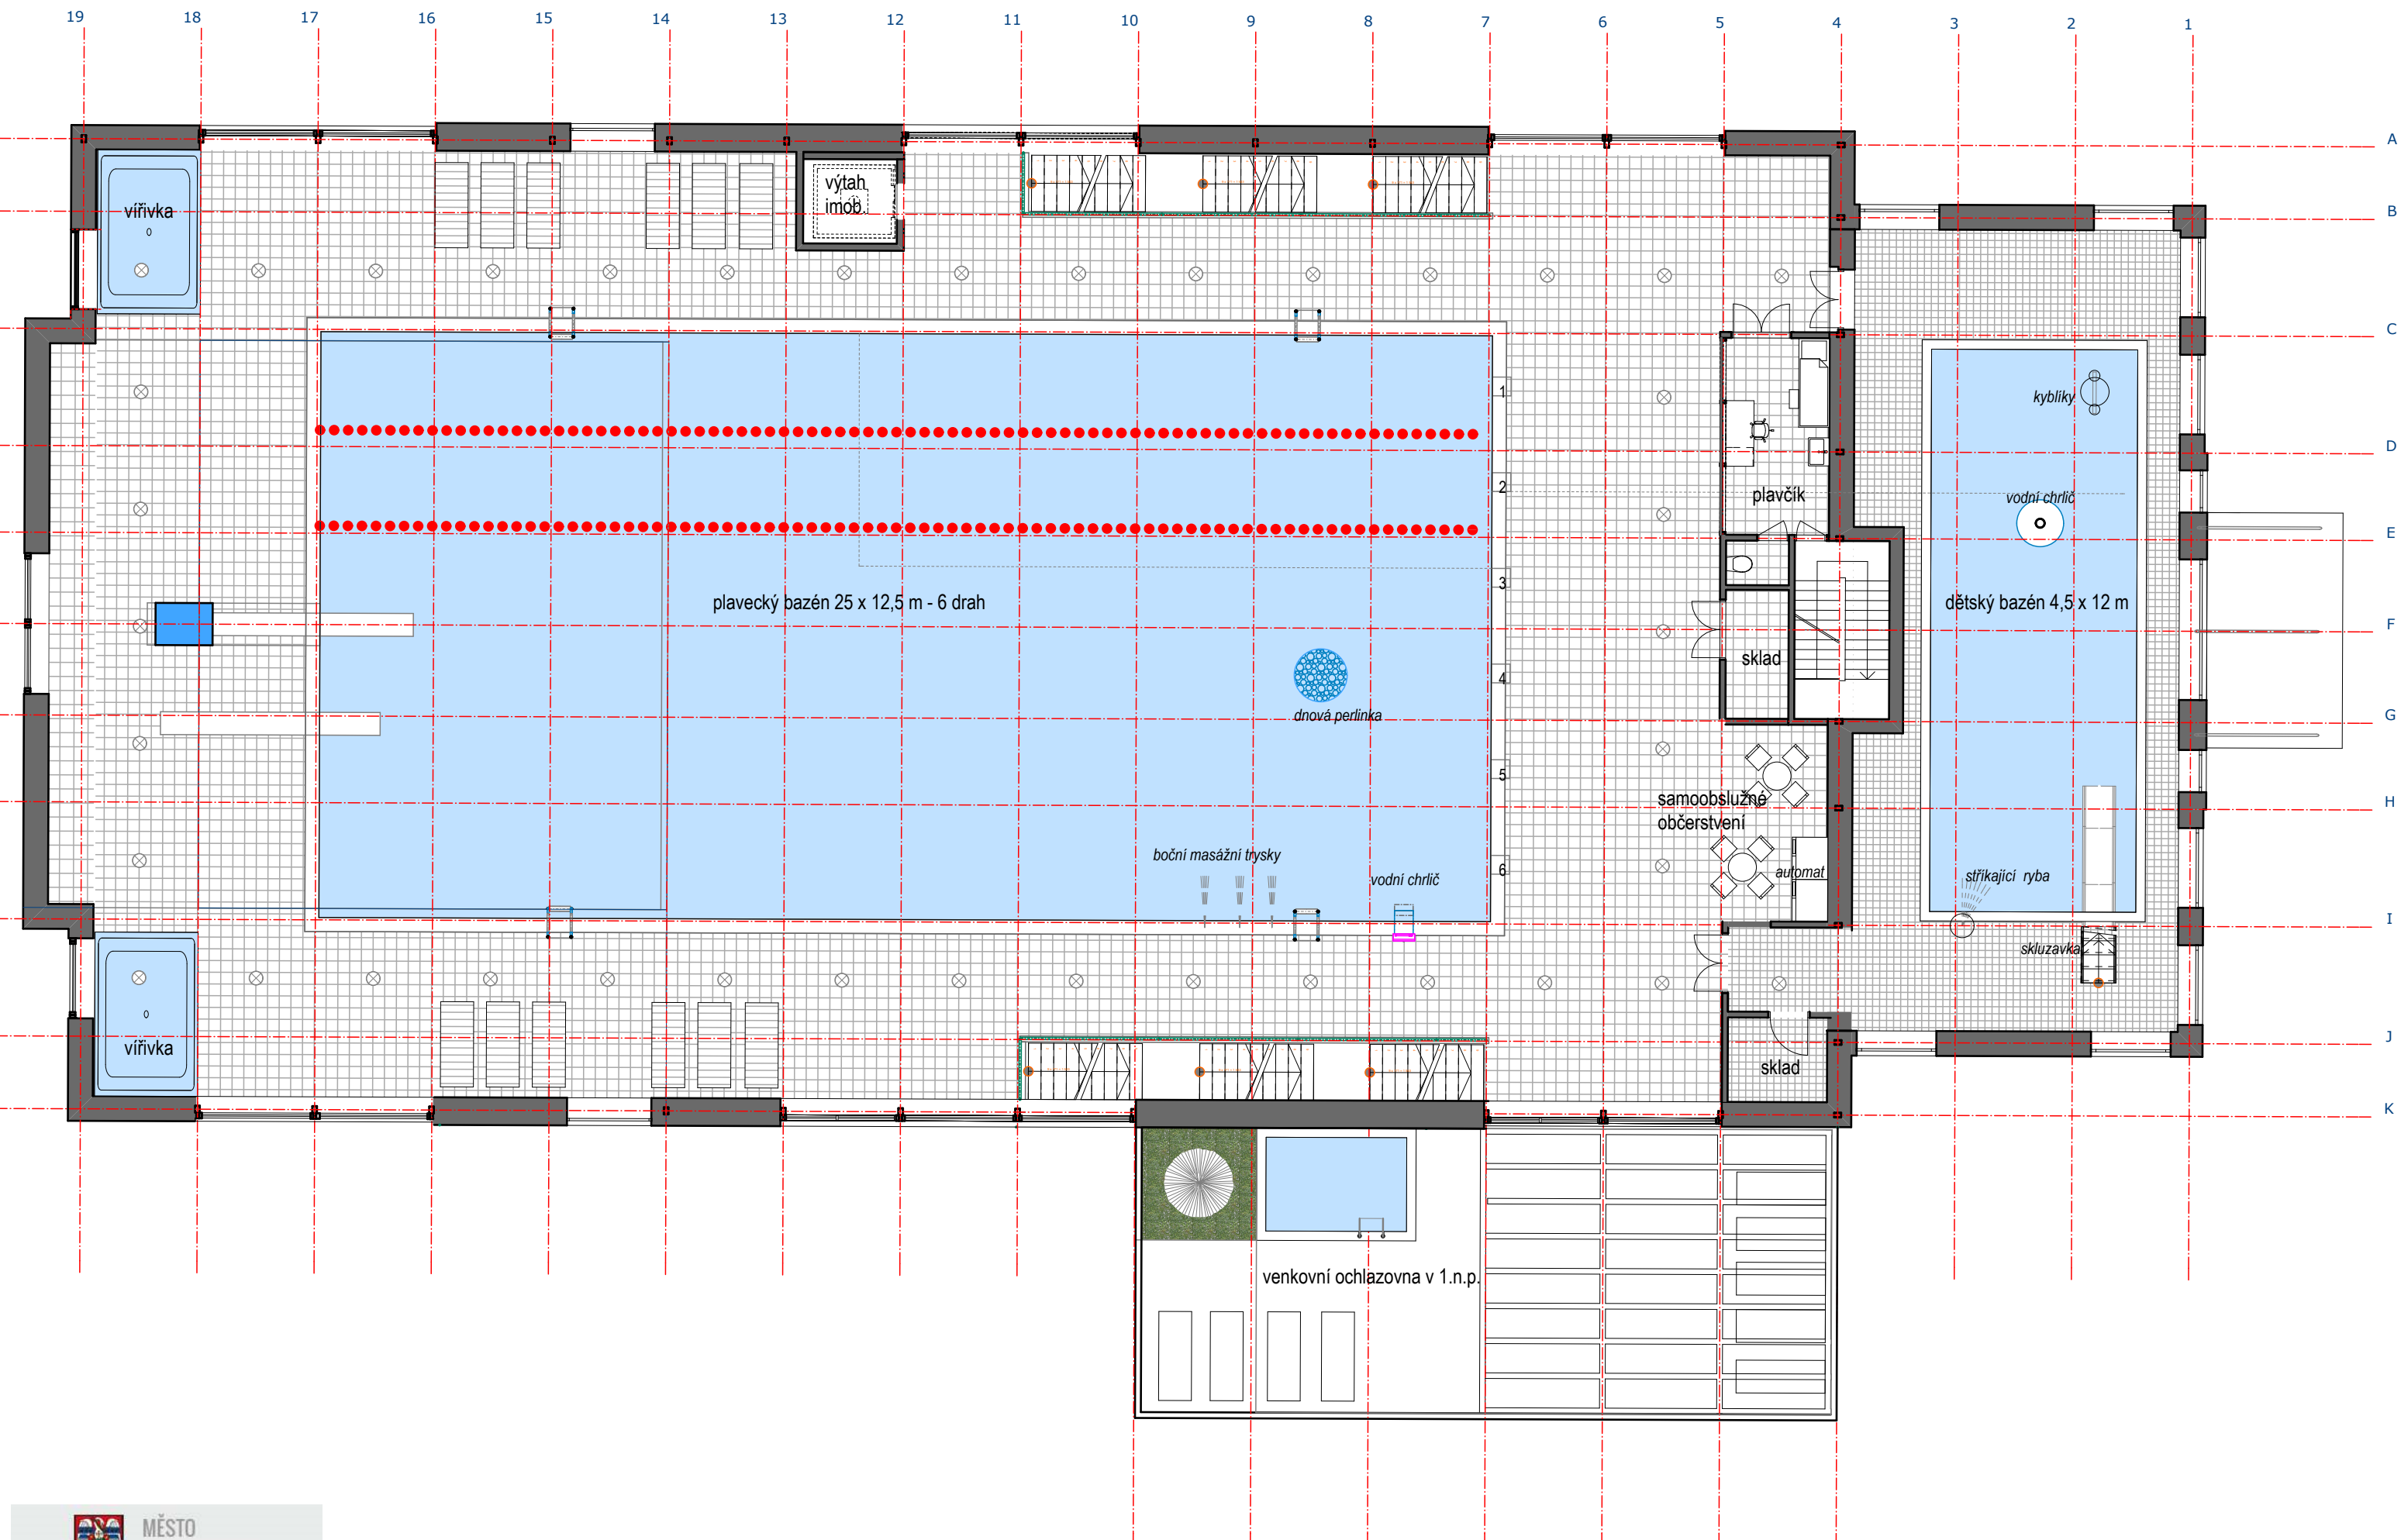 19 18 17 16 15 14 13 12 11 10 9 8 7 6 5 4 3 2 1
A
výtah
imob.
vířivka
B
C
1
kyblíky
D
2
plavčík
vodní chrlič
E
3
plavecký bazén 25 x 12,5 m - 6 drah
dětský bazén 4,5 x 12 m
F
sklad
4
dnová perlinka
G
5
samoobslužné
občerstvení
H
boční masážní trysky
6
vodní chrlič
automat
stříkající ryba
I
skluzavka
J
vířivka
sklad
K
venkovní ochlazovna v 1.n.p.
MĚSTO